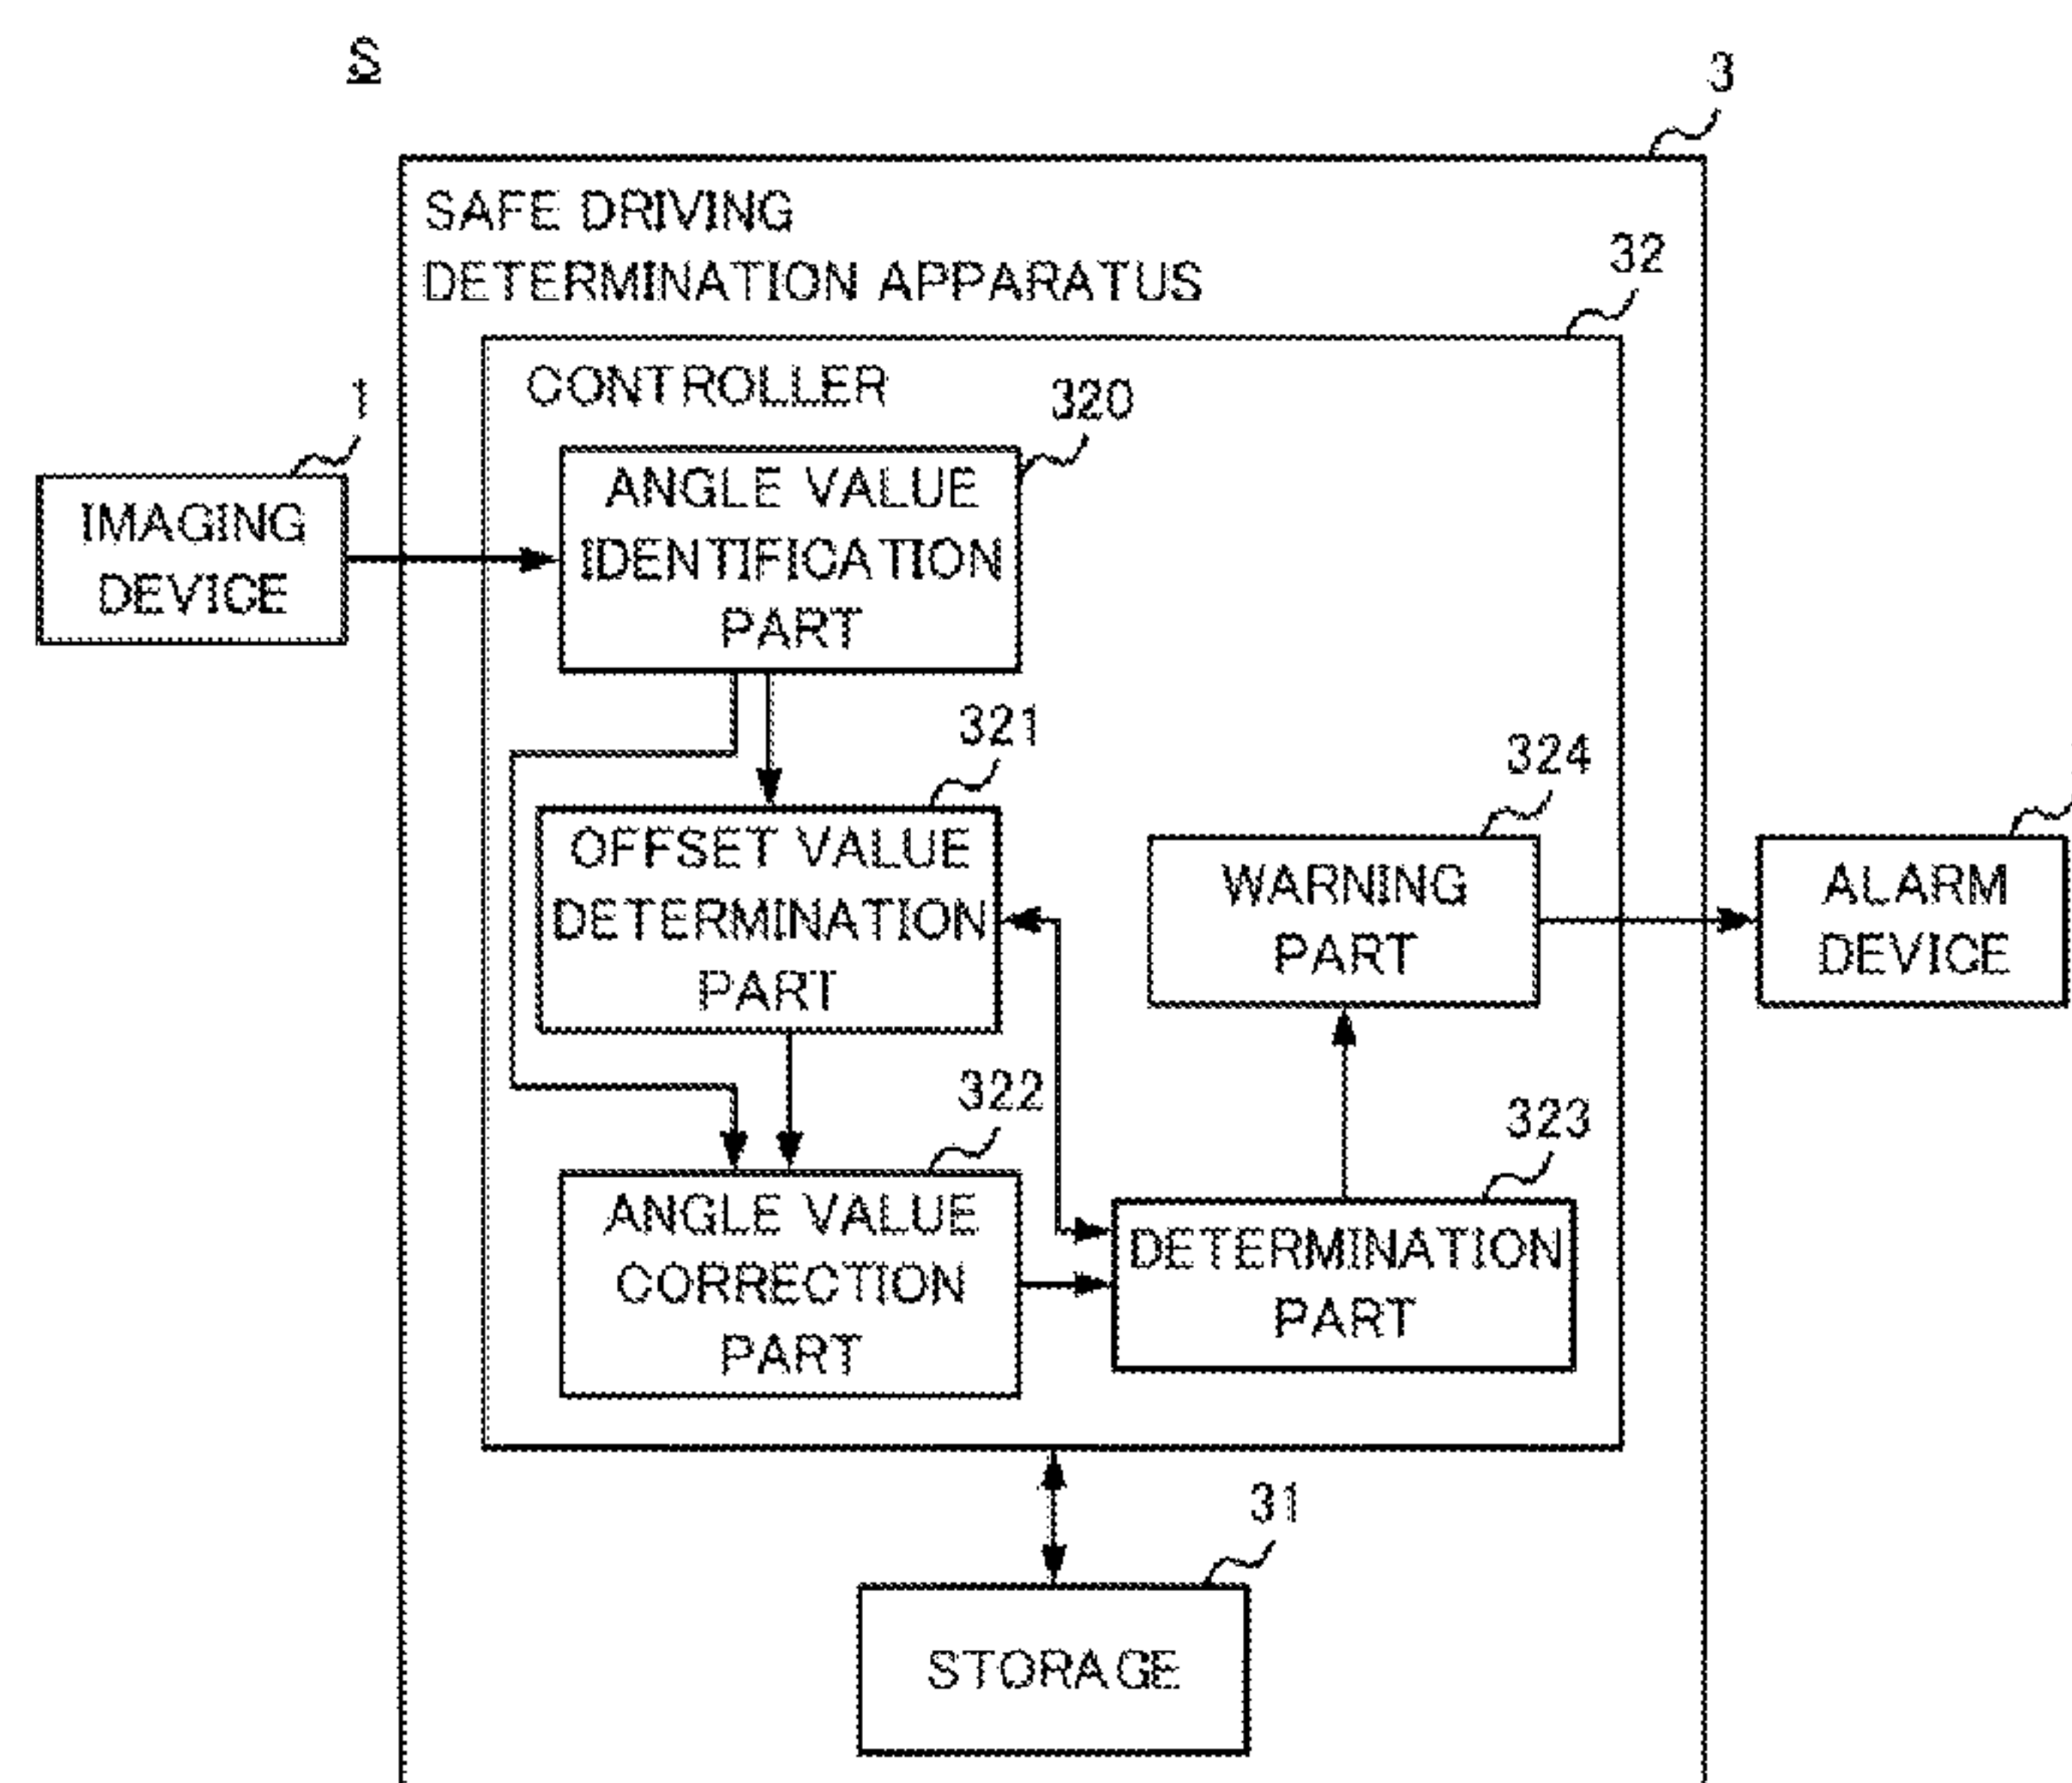 S
3
SAFE DRIVING
DETERMINATION APPARATUS
32
CONTROLLER
1
IMAGING
DEVICE
320
ANGLE VALUE
IDENTIFICATION
PART
321
OFFSET VALUE
DETERMINATION
PART
324
WARNING
PART
ALARM
DEVICE
322
ANGLE VALUE
CORRECTION
PART
323
DETERMINATION
PART
31
STORAGE